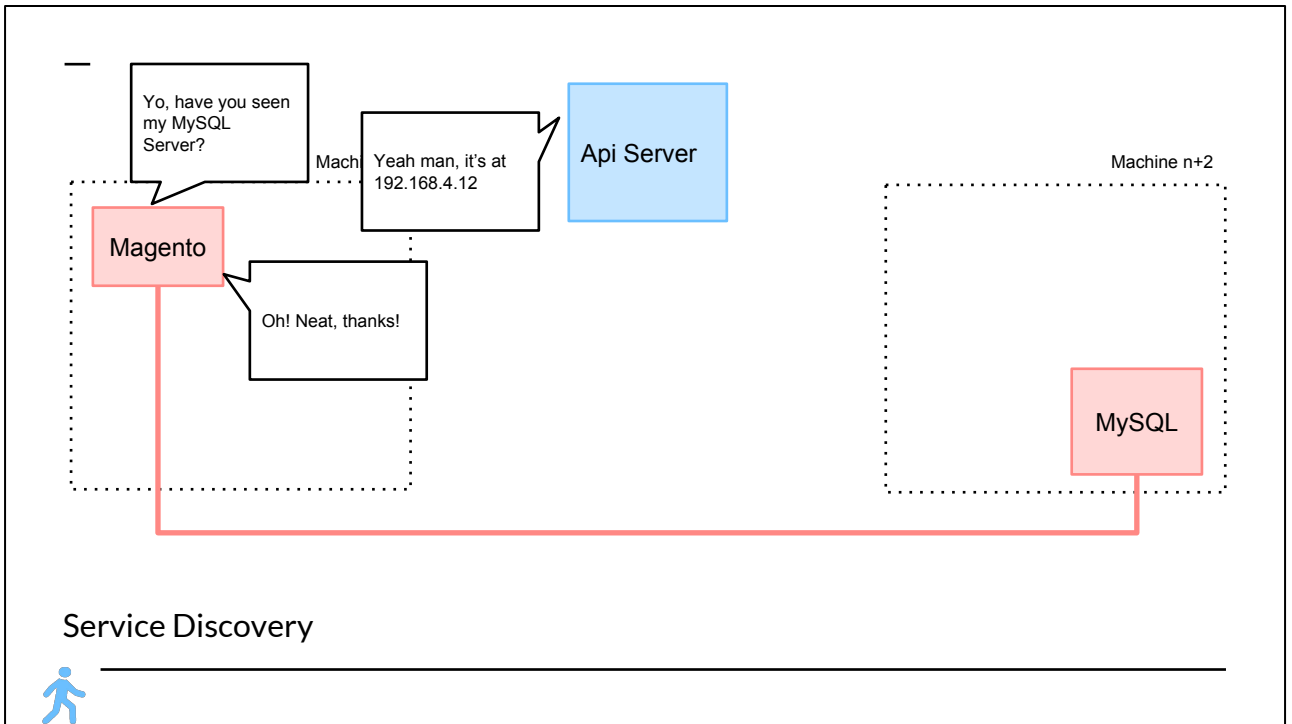 Yo, have you seen
my MySQL
Server?
Machi
Yeah man, it's at
192.168.4.12
Api Server
Machine n+2
Magento
Oh! Neat, thanks!
MySQL
Service Discovery